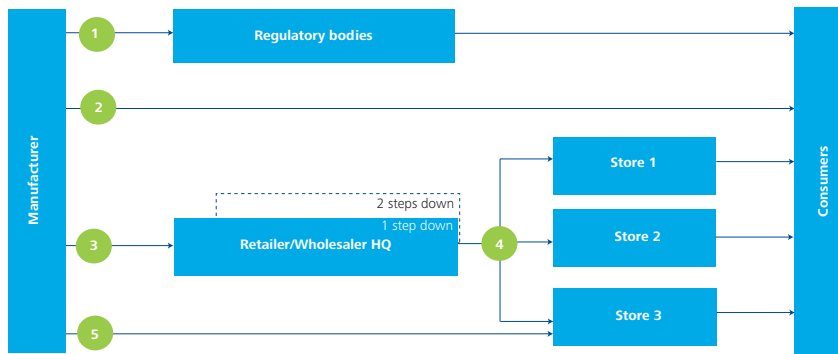 1
Regulatory bodies
2
Manufacturer
Consumers
Store 1
2 steps down
1 step down
3
Retailer/Wholesaler HQ
4
Store 2
5
Store 3